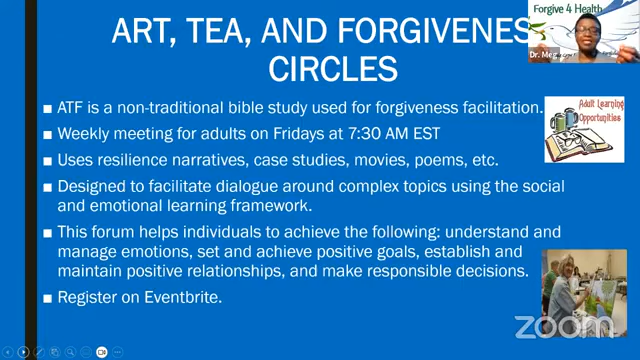 Forgive 4 Health
ART, TEA, AND FORGIVENESS
CIRCLES
Dr. Meg
■ ATF is a non-traditional bible study used for forgiveness facilitation.
■ Weekly meeting for adults on Fridays at 7:30 AM EST
■ Uses resilience narratives, case studies, movies, poems, etc.
■ Designed to facilitate dialogue around complex topics using the social
and emotional learning framework.
■ This forum helps individuals to achieve the following: understand and
manage emotions, set and achieve positive goals, establish and
maintain positive relationships, and make responsible decisions.
■ Register on Eventbrite.
Adult Learning
Opportunities
zoom